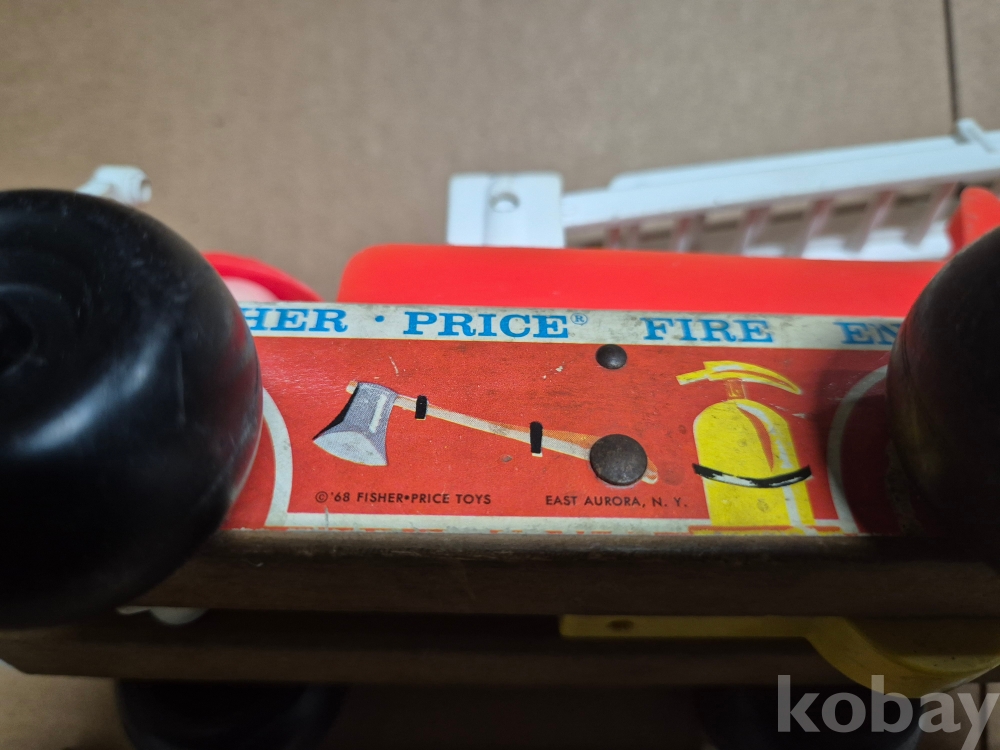 HER • PRICE® FIRE EN
©'68 FISHER•PRICE TOYS EAST AURORA, N. Y.
kobay